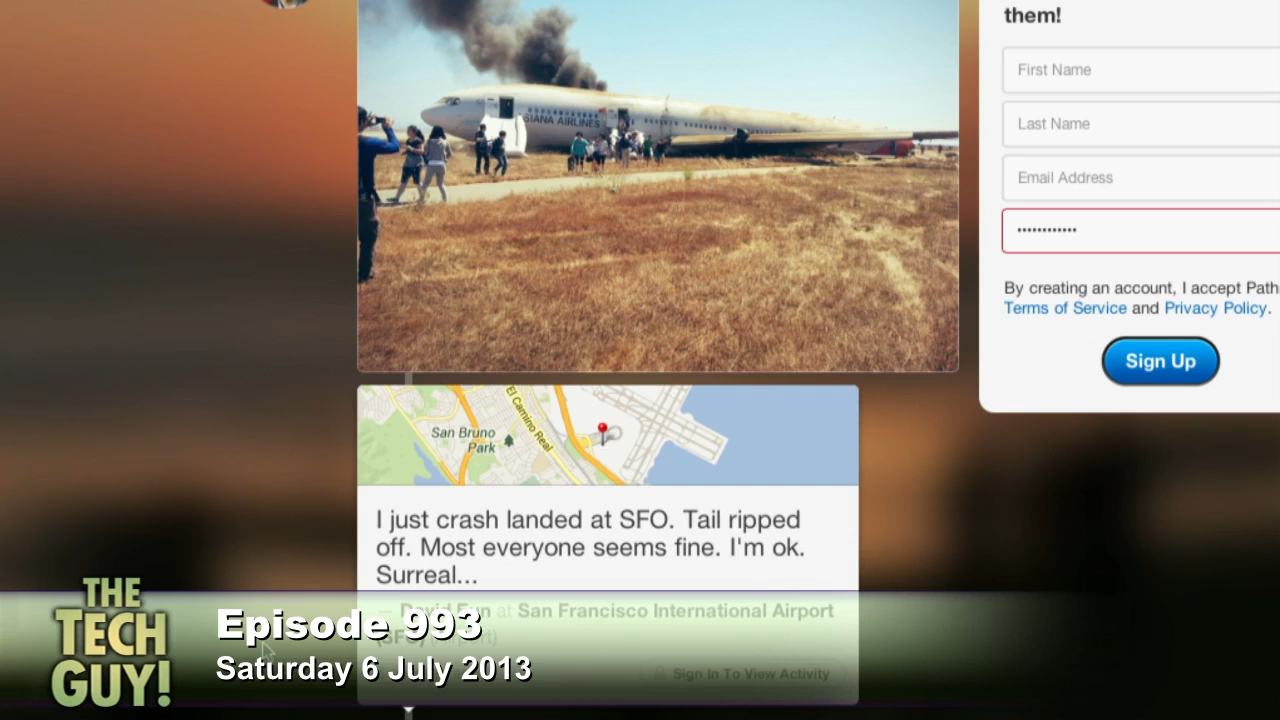 them!
First Name
Last Name
Email Address
By creating an account, I accept Path
Terms of Service and Privacy Policy.
Sign Up
SIANA AIRLINES
San Bruno
Park
El Camino Real
I just crash landed at SFO. Tail ripped
off. Most everyone seems fine. I'm ok.
Surreal...
— David Eun at San Francisco International Airport
(SFO)
Sign In To View Activity
THE
TECH
GUY!
Episode 993
Saturday 6 July 2013